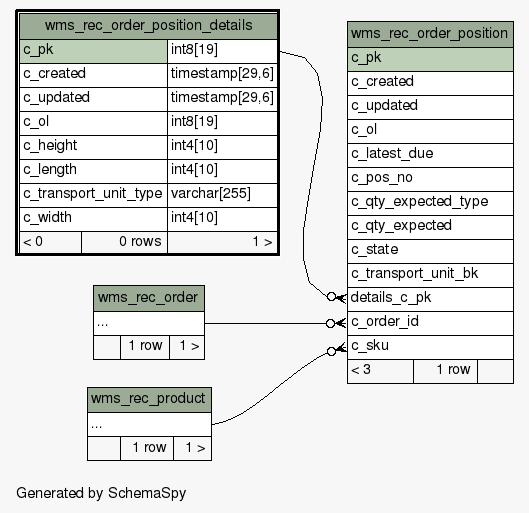 wms_rec_order_position_details
c_pk int8[19]
c_created timestamp[29,6]
c_updated timestamp[29,6]
c_ol int8[19]
c_height int4[10]
c_length int4[10]
c_transport_unit_type varchar[255]
c_width int4[10]
< 0 0 rows 1 >
wms_rec_order_position
c_pk
c_created
c_updated
c_ol
c_latest_due
c_pos_no
c_qty_expected_type
c_qty_expected
c_state
c_transport_unit_bk
details_c_pk
c_order_id
c_sku
< 3 1 row
wms_rec_order
...
1 row 1 >
wms_rec_product
...
1 row 1 >
Generated by SchemaSpy